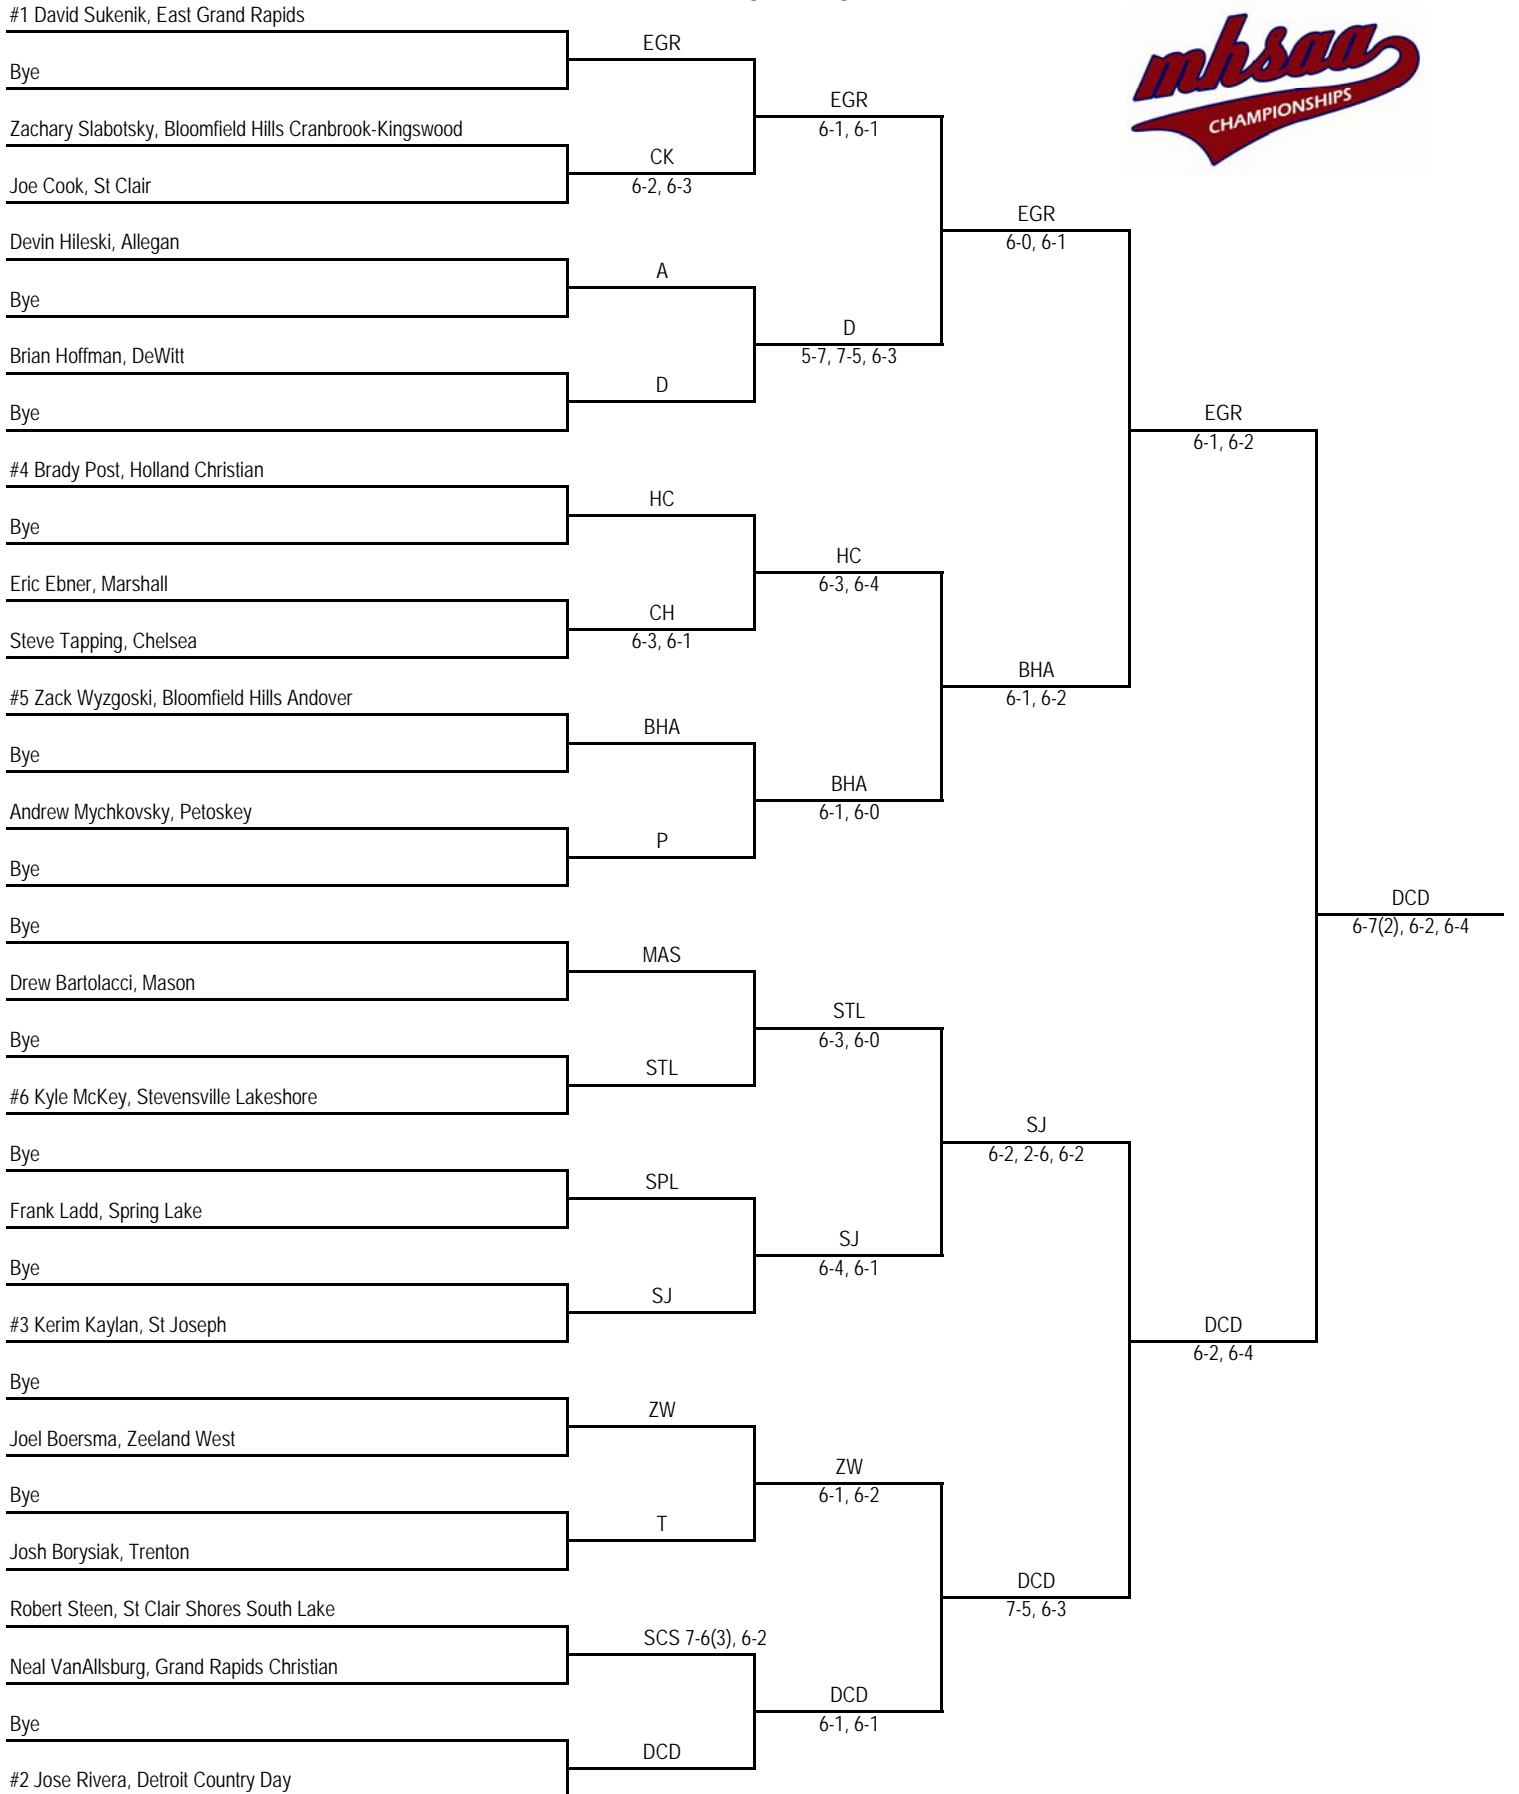 #1 David Sukenik, East Grand Rapids
EGR
Bye
EGR
6-1, 6-1
Zachary Slabotsky, Bloomfield Hills Cranbrook-Kingswood
CK
6-2, 6-3
Joe Cook, St Clair
EGR
6-0, 6-1
Devin Hileski, Allegan
A
Bye
D
5-7, 7-5, 6-3
Brian Hoffman, DeWitt
D
Bye
EGR
6-1, 6-2
#4 Brady Post, Holland Christian
HC
Bye
HC
6-3, 6-4
Eric Ebner, Marshall
CH
6-3, 6-1
Steve Tapping, Chelsea
BHA
6-1, 6-2
#5 Zack Wyzgoski, Bloomfield Hills Andover
BHA
Bye
BHA
6-1, 6-0
Andrew Mychkovsky, Petoskey
P
Bye
DCD
6-7(2), 6-2, 6-4
Bye
MAS
Drew Bartolacci, Mason
STL
6-3, 6-0
Bye
STL
#6 Kyle McKey, Stevensville Lakeshore
SJ
6-2, 2-6, 6-2
Bye
SPL
Frank Ladd, Spring Lake
SJ
6-4, 6-1
Bye
SJ
#3 Kerim Kaylan, St Joseph
DCD
6-2, 6-4
Bye
ZW
Joel Boersma, Zeeland West
ZW
6-1, 6-2
Bye
T
Josh Borysiak, Trenton
DCD
7-5, 6-3
Robert Steen, St Clair Shores South Lake
SCS 7-6(3), 6-2
Neal VanAllsburg, Grand Rapids Christian
DCD
6-1, 6-1
Bye
DCD
#2 Jose Rivera, Detroit Country Day
mhsaa
CHAMPIONSHIPS